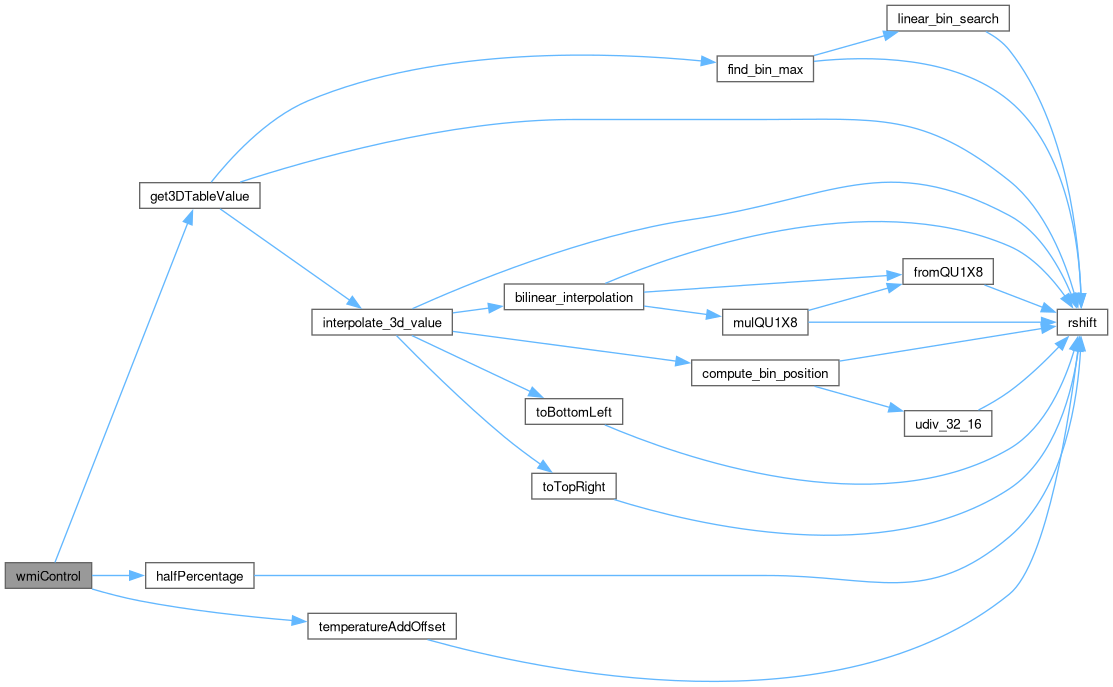 linear_bin_search
find_bin_max
get3DTableValue
fromQU1X8
bilinear_interpolation
interpolate_3d_value
mulQU1X8
rshift
compute_bin_position
toBottomLeft
udiv_32_16
toTopRight
wmiControl
halfPercentage
temperatureAddOffset